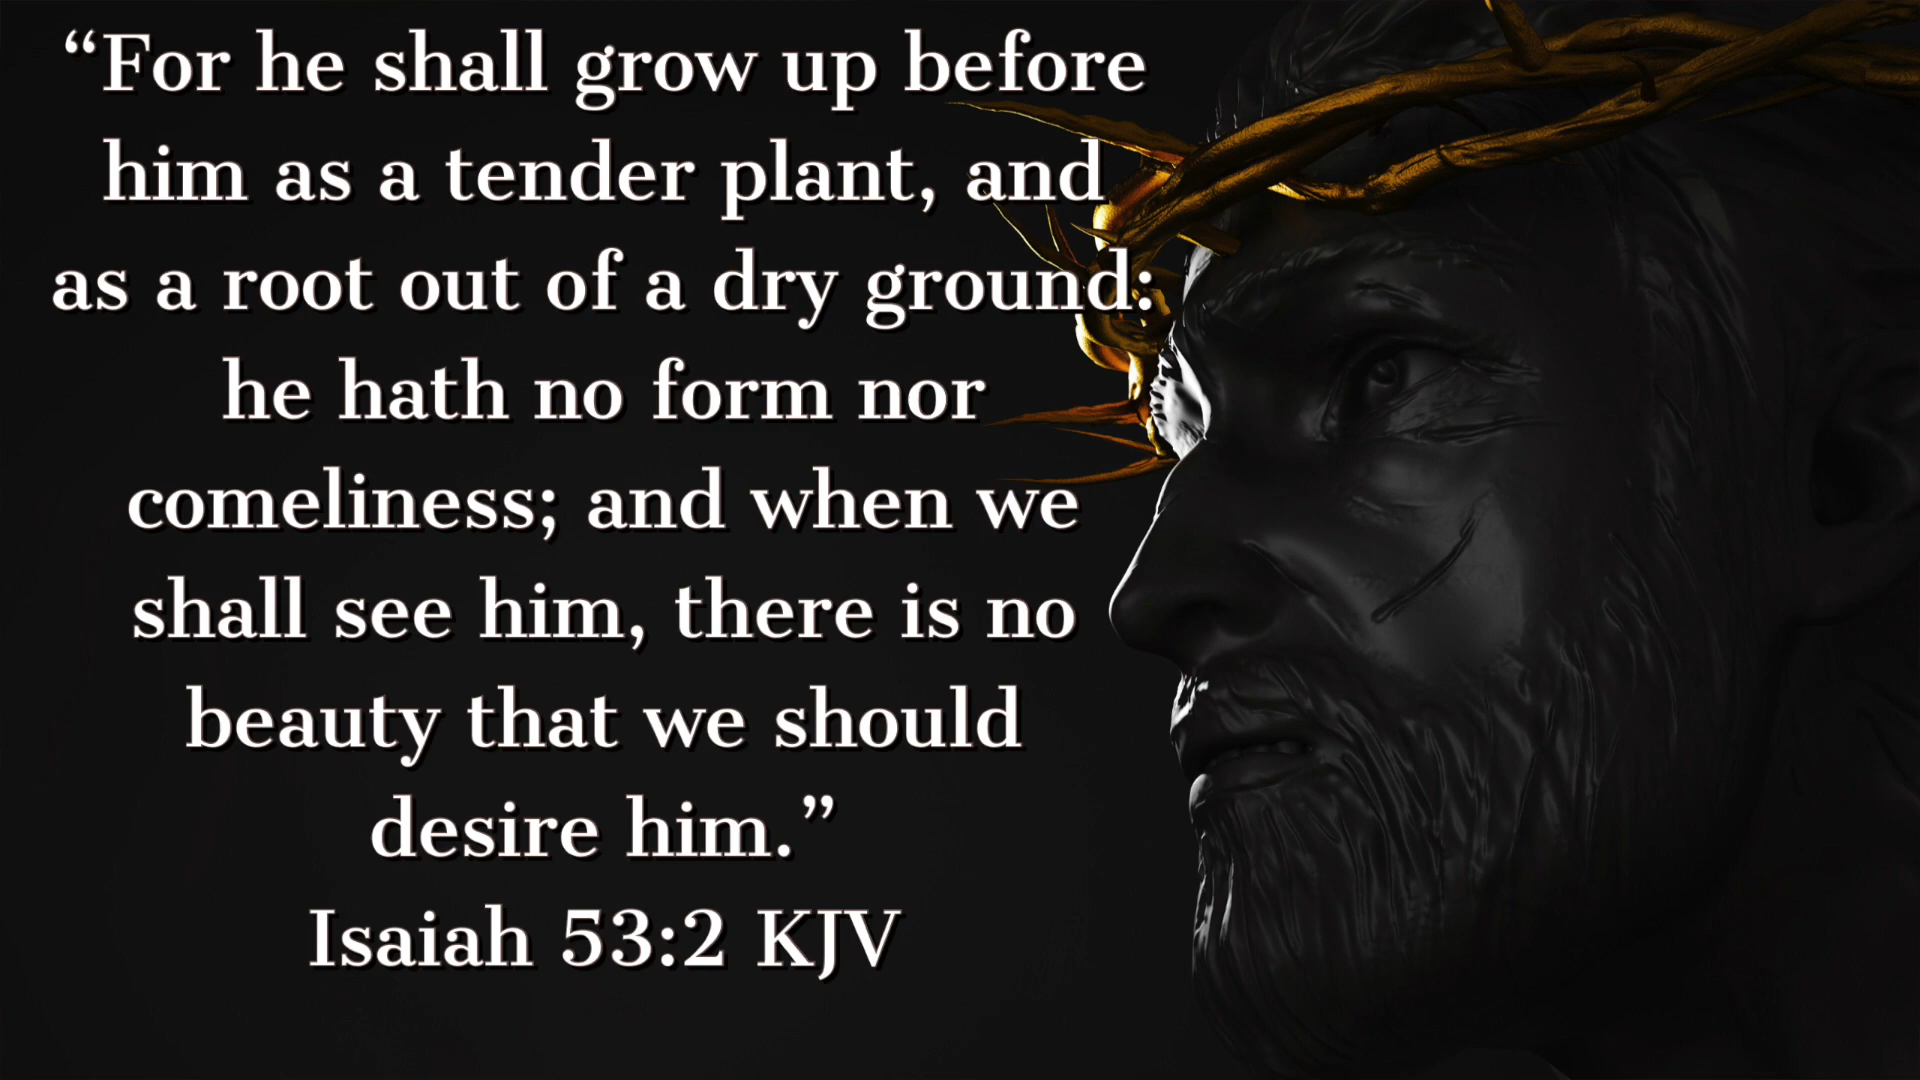 “For he shall grow up before
him as a tender plant, and
as a root out of a dry ground:
he hath no form nor
comeliness; and when we
shall see him, there is no
beauty that we should
desire him.”
Isaiah 53:2 KJV